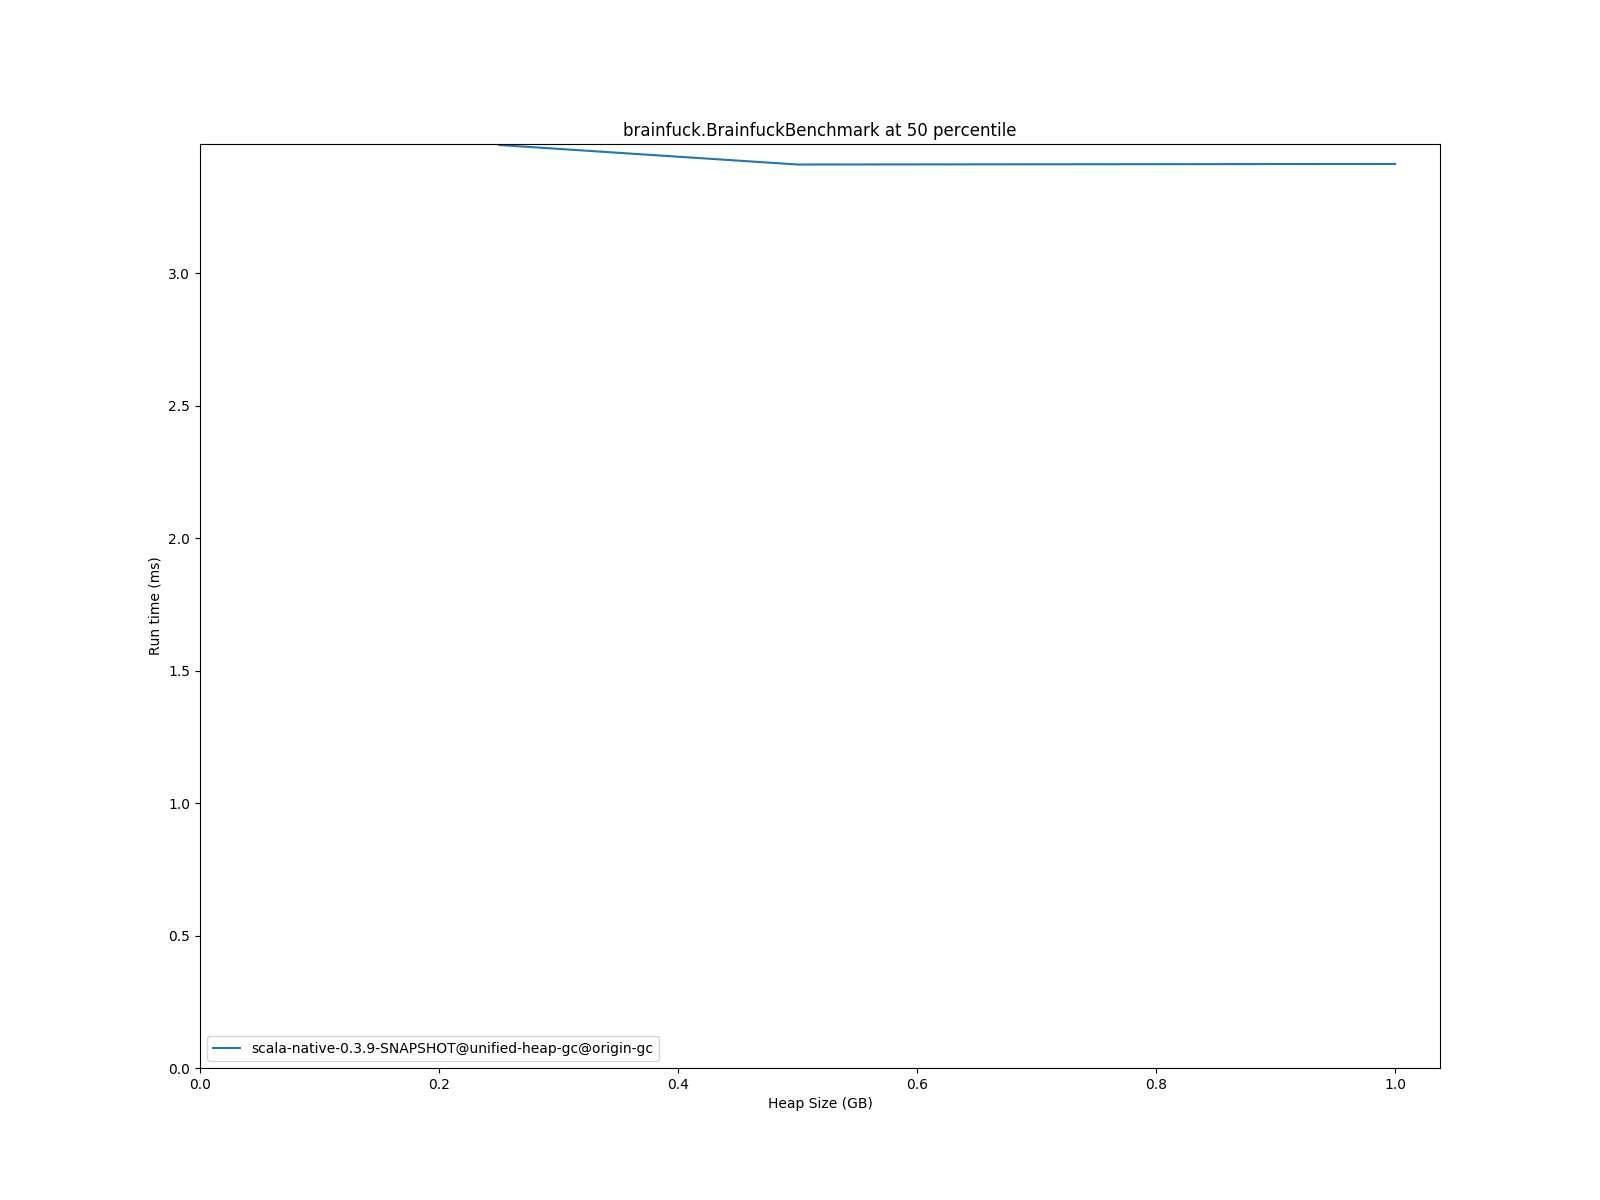 brainfuck.BrainfuckBenchmark at 50 percentile
3.0
2.5
2.0
1.5
1.0
0.5
0.0
Run time (ms)
scala-native-0.3.9-SNAPSHOT@unified-heap-gc@origin-gc
0.0 0.2 0.4 0.6 0.8 1.0
Heap Size (GB)